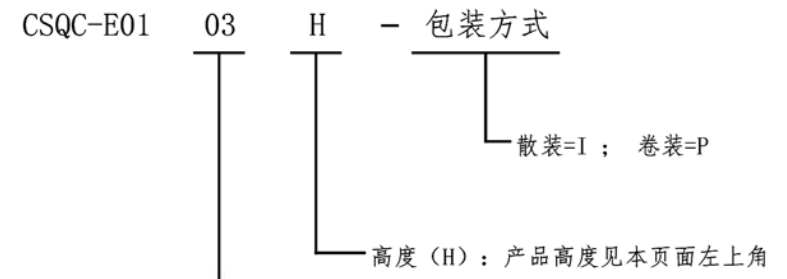 CSQC-E01 03 H - 包装方式
散装=I ； 卷装=P
高度（H）：产品高度见本页面左上角